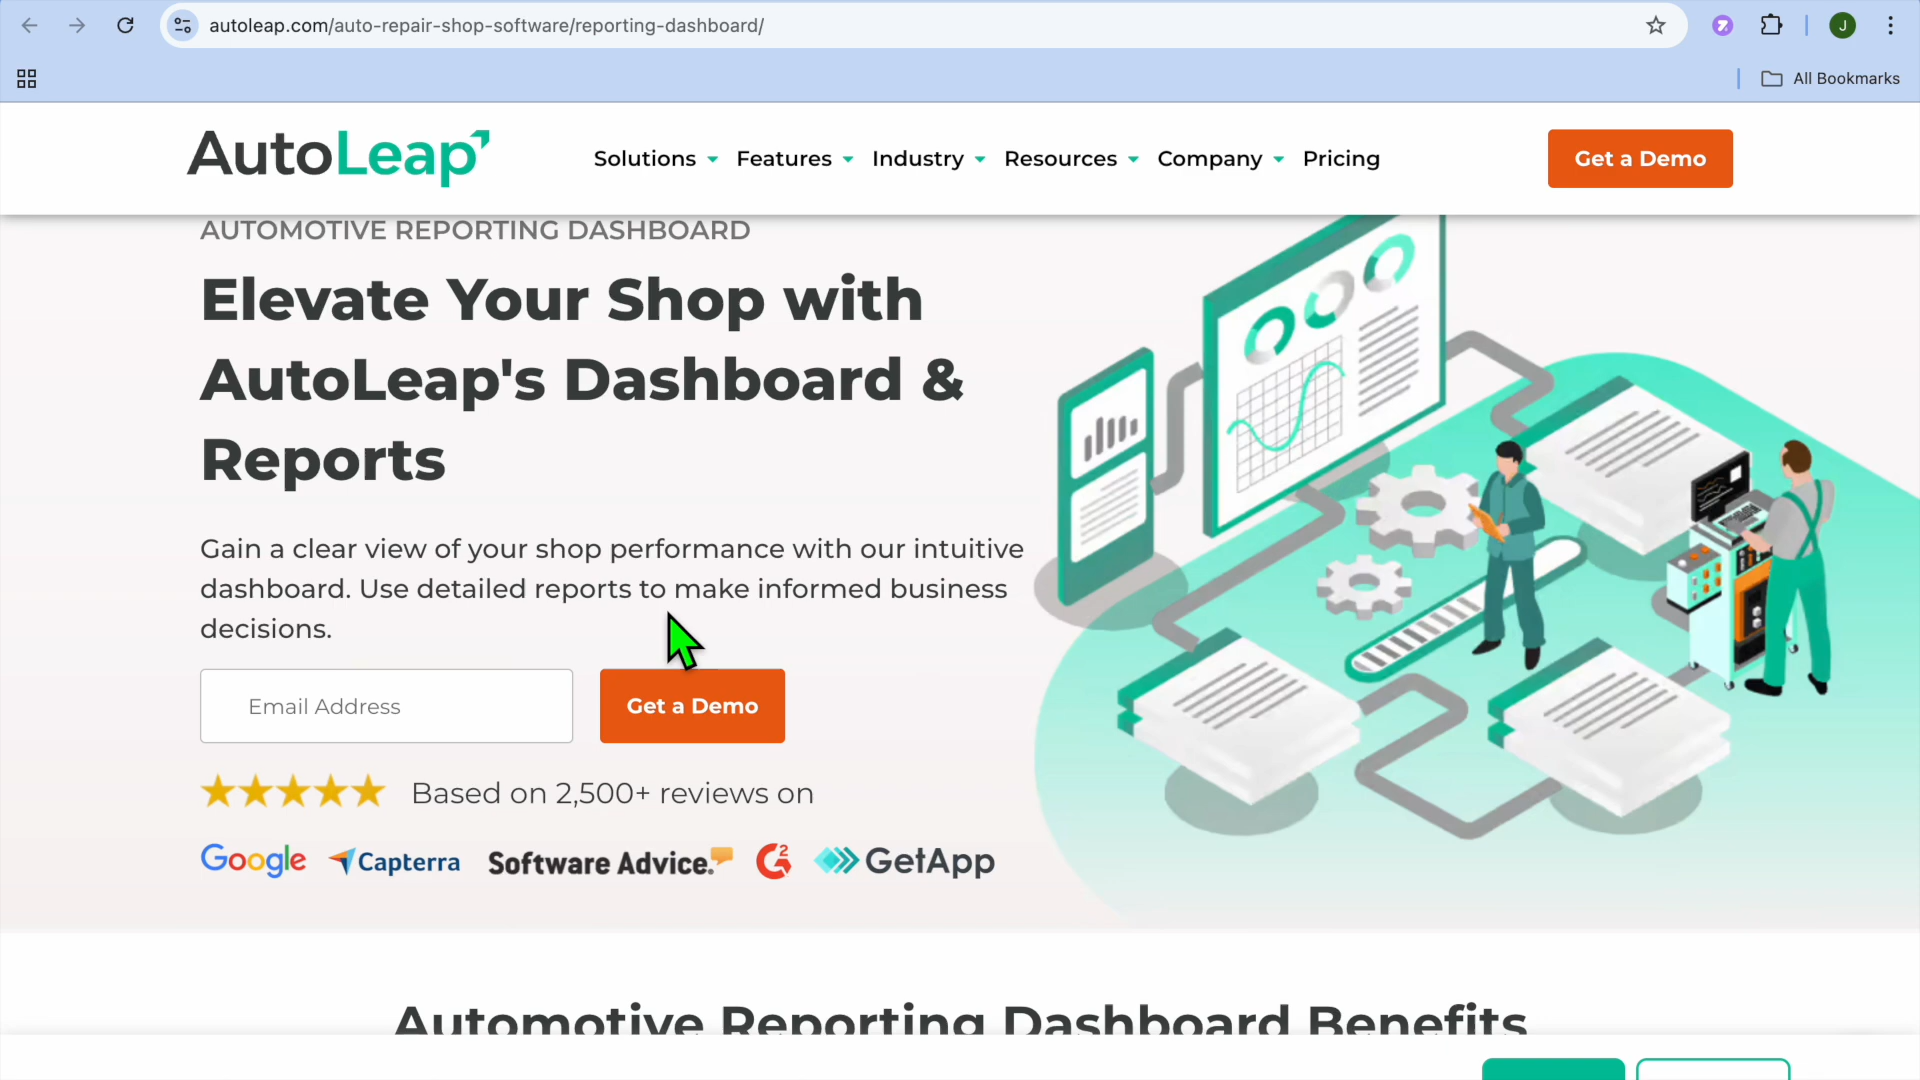 autoleap.com/auto-repair-shop-software/reporting-dashboard/
J
All Bookmarks
AutoLeap
Solutions
Features
Industry
Resources
Company
Pricing
Get a Demo
AUTOMOTIVE REPORTING DASHBOARD
Elevate Your Shop with
AutoLeap's Dashboard &
Reports
Gain a clear view of your shop performance with our intuitive
dashboard. Use detailed reports to make informed business
decisions.
Email Address
Get a Demo
Based on 2,500+ reviews on
Google
Capterra
Software Advice.
G2
GetApp
Automotive Reporting Dashboard Benefits